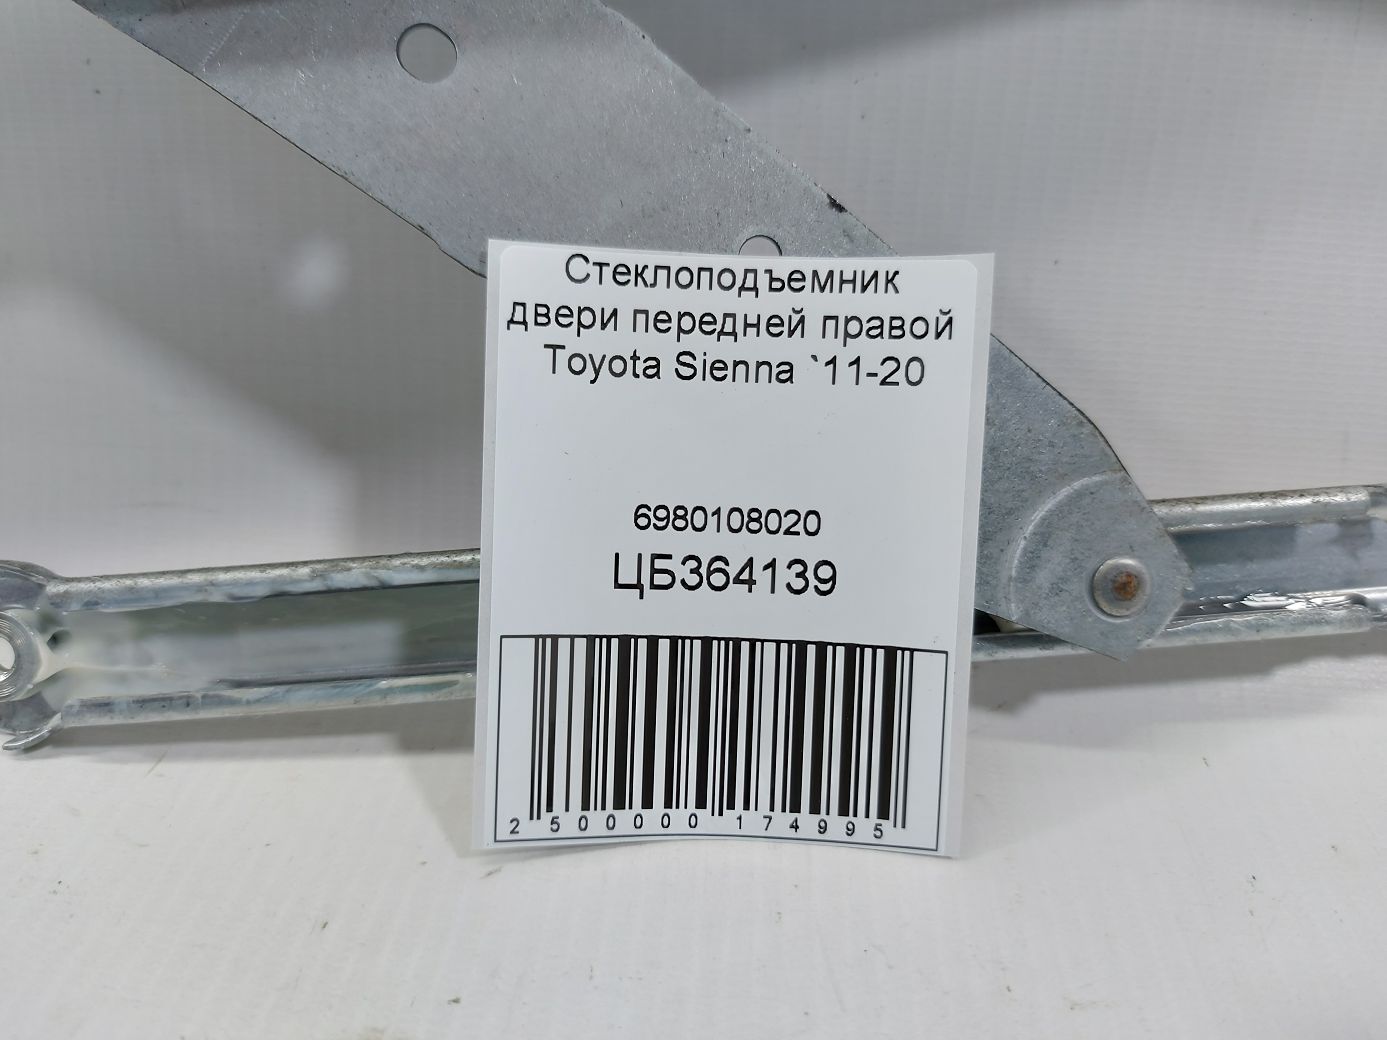 Стеклоподъемник
двери передней правой
Toyota Sienna `11-20
6980108020
ЦБ364139
2 500000 174995